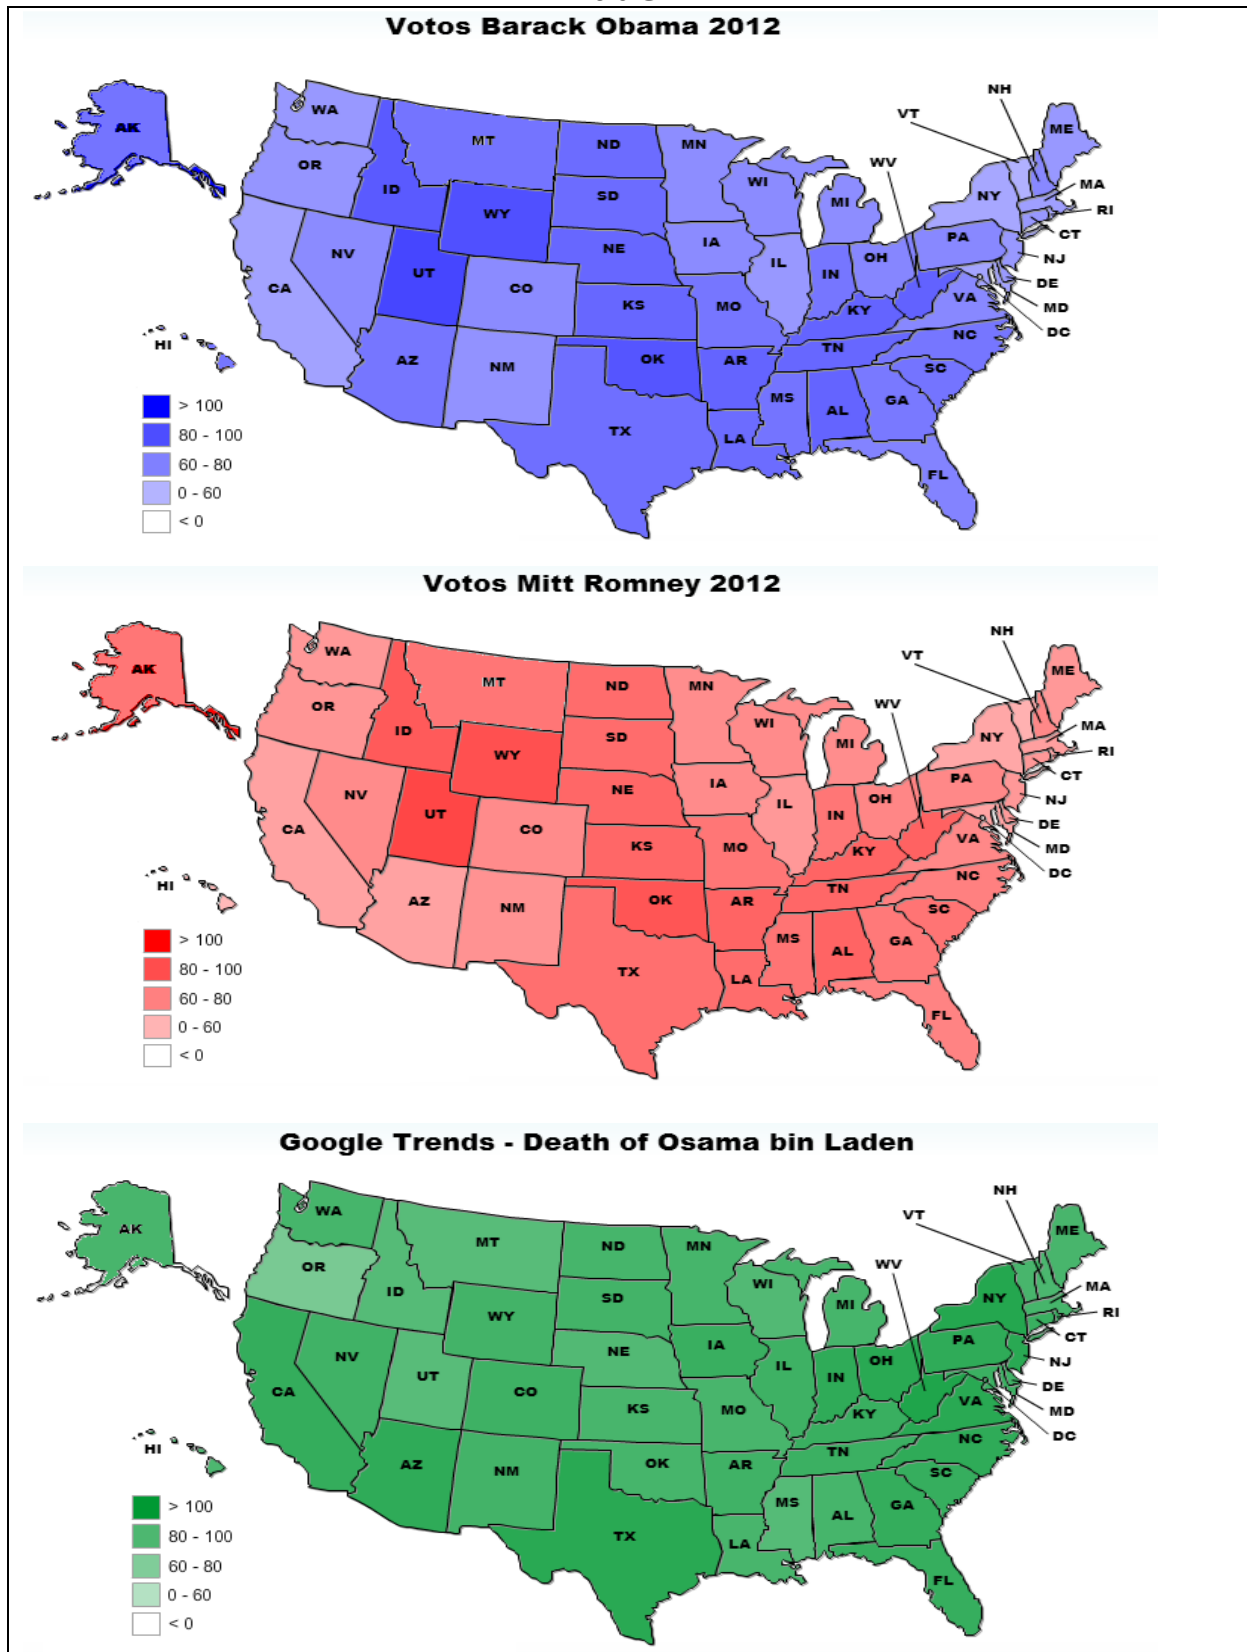 Votos Barack Obama 2012
NH
VT
ME
AK
WA
MT
ND
MN
OR
ID
SD
WI
MI
WV
NY
MA
RI
WY
IA
PA
CT
NV
NE
IL
IN
OH
NJ
CA
UT
CO
DE
KS
MO
KY
VA
MD
DC
HI
AZ
NM
OK
AR
TN
NC
SC
TX
LA
MS
AL
GA
FL
> 100
80 - 100
60 - 80
0 - 60
< 0
Votos Mitt Romney 2012
NH
VT
ME
AK
WA
MT
ND
MN
OR
ID
SD
WI
MI
WV
NY
MA
RI
WY
IA
PA
CT
NV
NE
IL
IN
OH
NJ
CA
UT
CO
DE
KS
MO
KY
VA
MD
DC
HI
AZ
NM
OK
AR
TN
NC
SC
TX
LA
MS
AL
GA
FL
> 100
80 - 100
60 - 80
0 - 60
< 0
Google Trends - Death of Osama bin Laden
NH
VT
ME
AK
WA
MT
ND
MN
OR
ID
SD
WI
MI
WV
NY
MA
RI
WY
IA
PA
CT
NV
NE
IL
IN
OH
NJ
CA
UT
CO
DE
KS
MO
KY
VA
MD
DC
HI
AZ
NM
OK
AR
TN
NC
SC
TX
LA
MS
AL
GA
FL
> 100
80 - 100
60 - 80
0 - 60
< 0